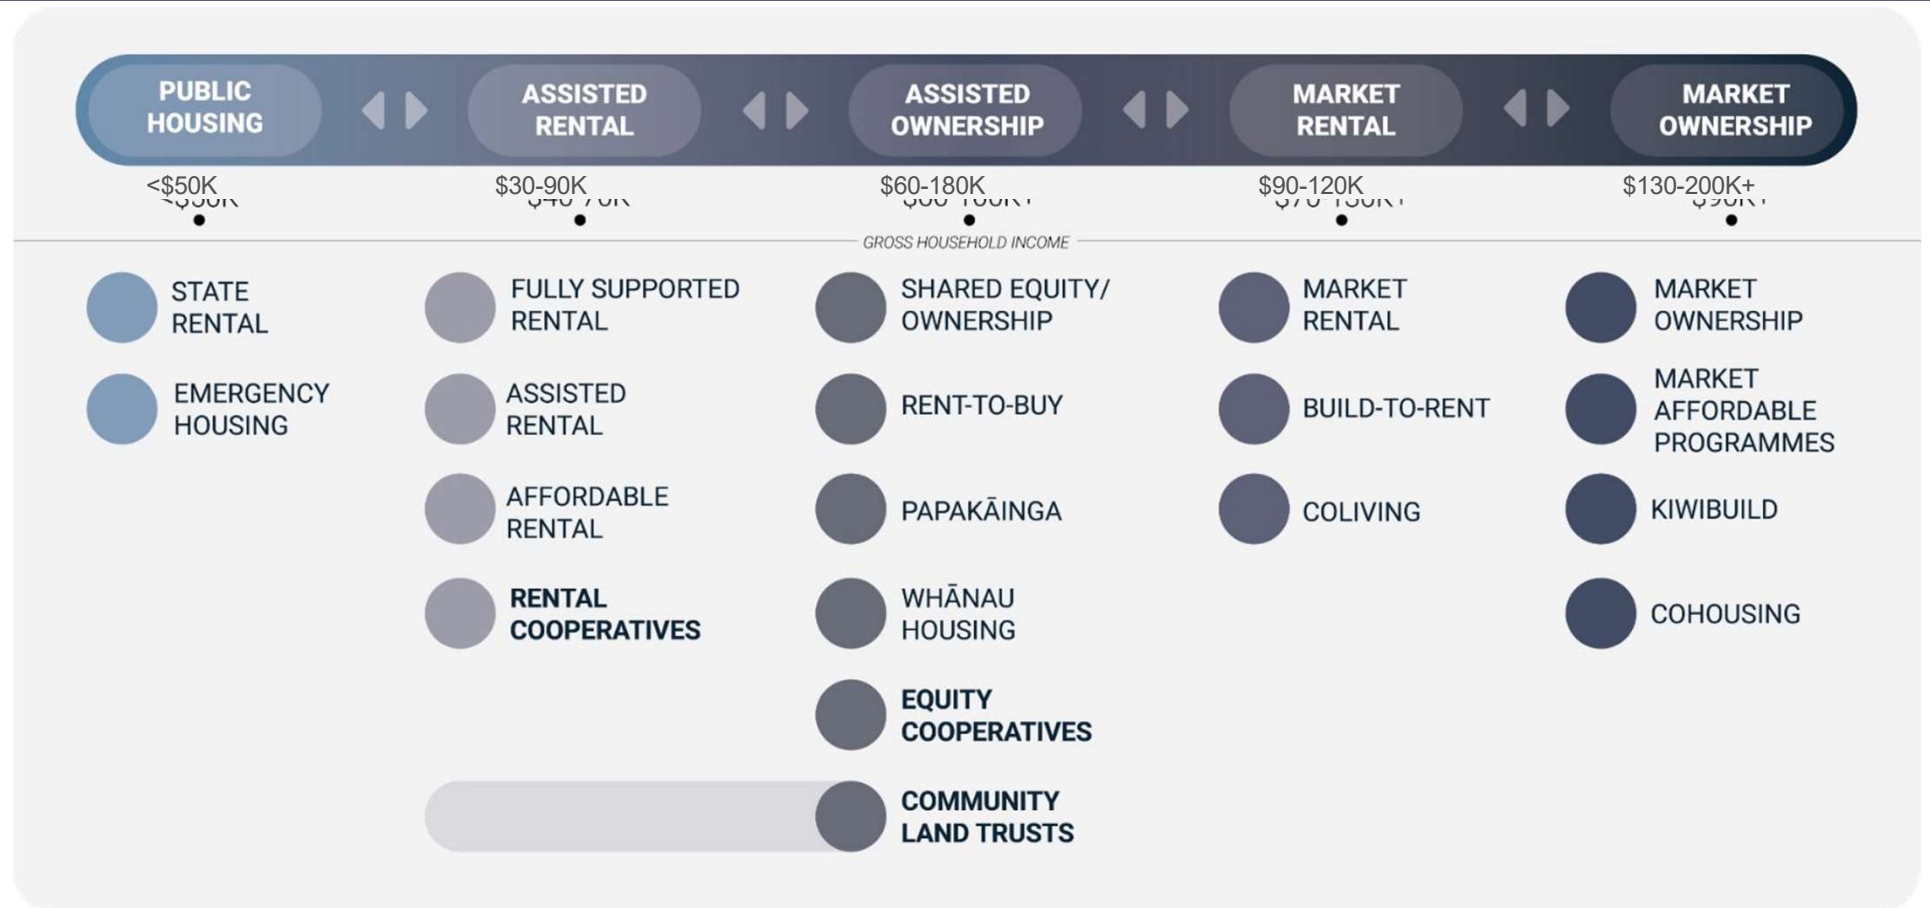 PUBLIC
HOUSING
ASSISTED
RENTAL
ASSISTED
OWNERSHIP
MARKET
RENTAL
MARKET
OWNERSHIP
<$50K
$30-90K
$60-180K
$90-120K
$130-200K+
GROSS HOUSEHOLD INCOME
STATE
RENTAL
EMERGENCY
HOUSING
FULLY SUPPORTED
RENTAL
ASSISTED
RENTAL
AFFORDABLE
RENTAL
RENTAL
COOPERATIVES
SHARED EQUITY/
OWNERSHIP
RENT-TO-BUY
PAPAKĀINGA
WHĀNAU
HOUSING
EQUITY
COOPERATIVES
COMMUNITY
LAND TRUSTS
MARKET
RENTAL
BUILD-TO-RENT
COLIVING
MARKET
OWNERSHIP
MARKET
AFFORDABLE
PROGRAMMES
KIWIBUILD
COHOUSING